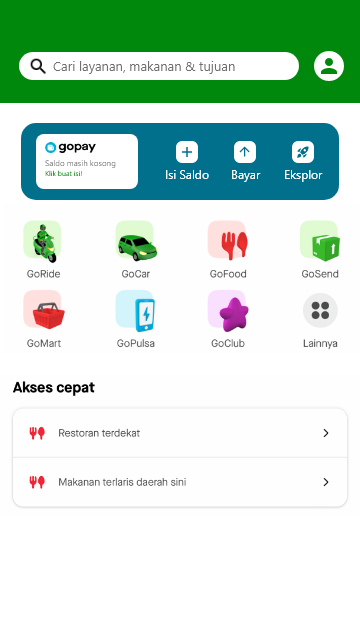 Cari layanan, makanan & tujuan
gopay
Saldo masih kosong
Klik buat isi!
Isi Saldo
Bayar
Eksplor
GoRide
GoCar
GoFood
GoSend
GoMart
GoPulsa
GoClub
Lainnya
Akses cepat
Restoran terdekat
Makanan terlaris daerah sini